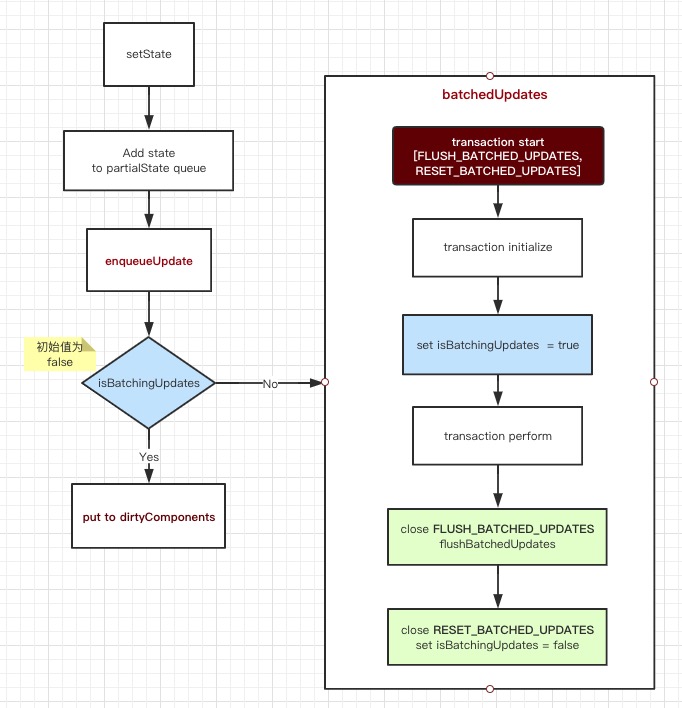 setState
Add state
to partialState queue
enqueueUpdate
初始值为
false
isBatchingUpdates
No
Yes
put to dirtyComponents
batchedUpdates
transaction start
[FLUSH_BATCHED_UPDATES,
RESET_BATCHED_UPDATES]
transaction initialize
set isBatchingUpdates = true
transaction perform
close FLUSH_BATCHED_UPDATES
flushBatchedUpdates
close RESET_BATCHED_UPDATES
set isBatchingUpdates = false